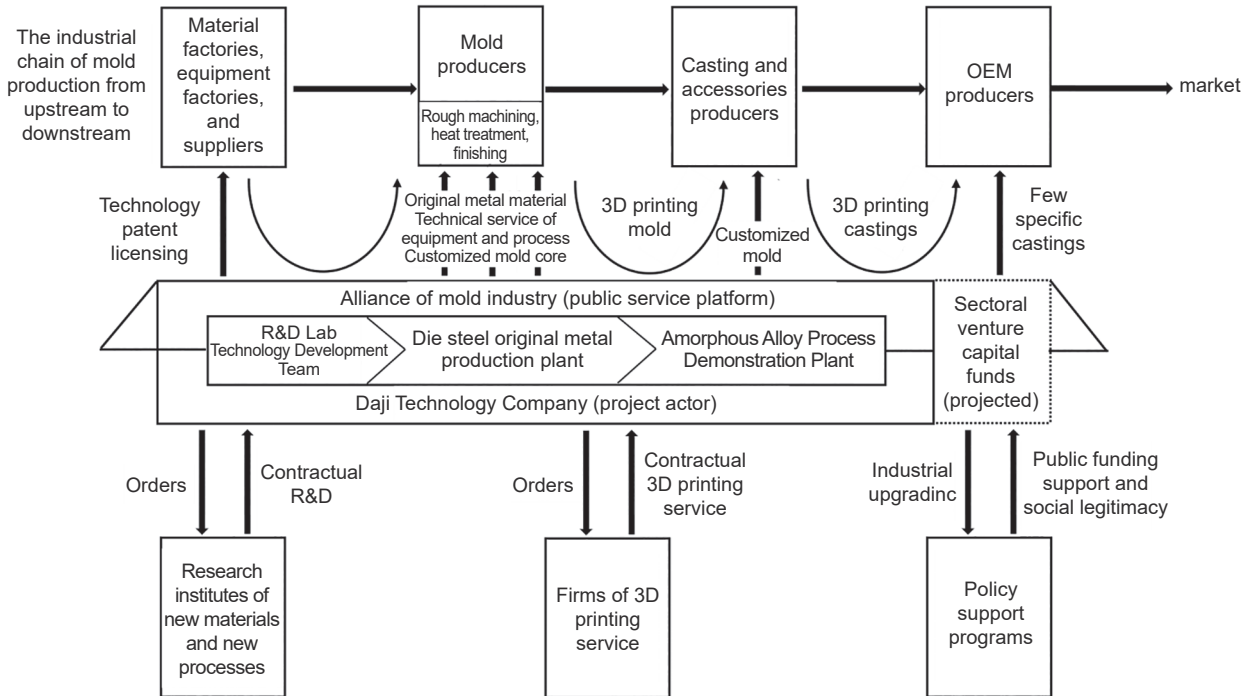 The industrial
chain of mold
production from
upstream to
downstream
Material
factories,
equipment
factories,
and
suppliers
Mold
producers
Rough machining,
heat treatment,
finishing
Casting and
accessories
producers
OEM
producers
market
Technology
patent
licensing
Original metal material
Technical service of
equipment and process
Customized mold core
3D printing
mold
Customized
mold
3D printing
castings
Few
specific
castings
Alliance of mold industry (public service platform)
R&D Lab
Technology Development
Team
Die steel original metal
production plant
Amorphous Alloy Process
Demonstration Plant
Daji Technology Company (project actor)
Sectoral
venture
capital
funds
(projected)
Orders
Contractual
R&D
Orders
Contractual
3D printing
service
Industrial
upgradinc
Public funding
support and
social legitimacy
Research
institutes of
new materials
and new
processes
Firms of 3D
printing
service
Policy
support
programs